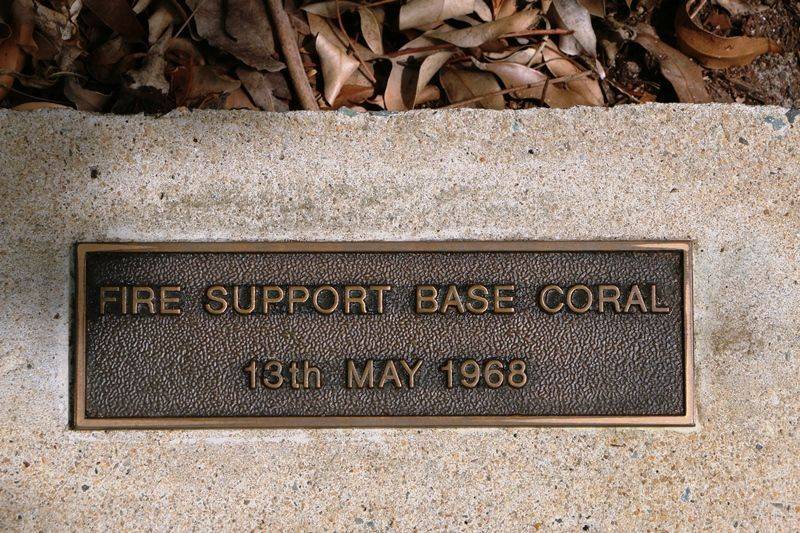 FIRE SUPPORT BASE CORAL
13th MAY 1968